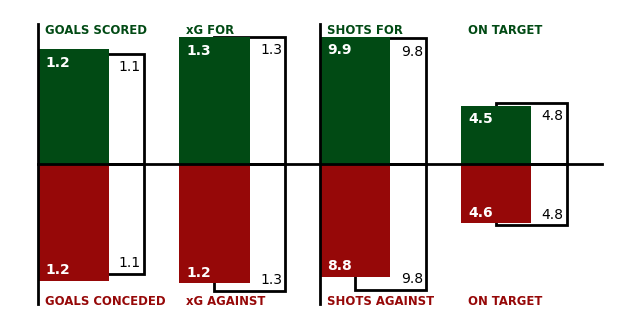 GOALS SCORED xG FOR SHOTS FOR ON TARGET
1.2 1.1 1.3 1.3 9.9 9.8 4.5 4.8
1.2 1.1 1.2 1.3 8.8 9.8 4.6 4.8
GOALS CONCEDED xG AGAINST SHOTS AGAINST ON TARGET